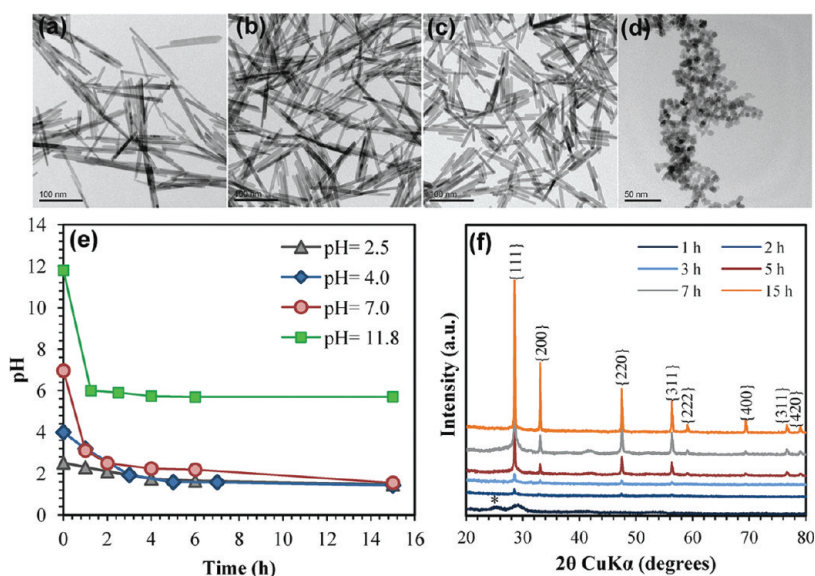 (a)
(b)
(c)
(d)
100 nm
50 nm
(e)
14
12
10
8
6
4
2
0
pH
pH= 2.5
pH= 4.0
pH= 7.0
pH= 11.8
0 2 4 6 8 10 12 14 16
Time (h)
(f)
1 h 2 h
3 h 5 h
7 h 15 h
{111}
{200}
{220}
{311}
{222}
{400}
{311}
{420}
*
Intensity (a.u.)
20 30 40 50 60 70 80
2θ CuKα (degrees)